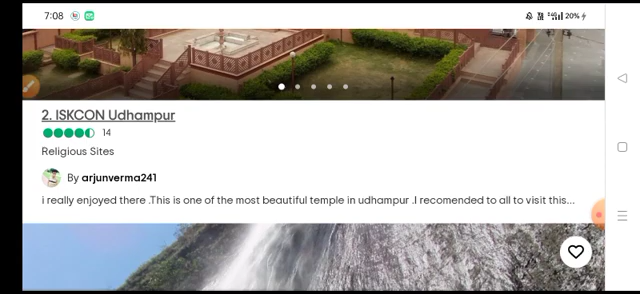 7:08
20%
2. ISKCON Udhampur
14
Religious Sites
By arjunverma241
i really enjoyed there .This is one of the most beautiful temple in udhampur .I recomended to all to visit this...